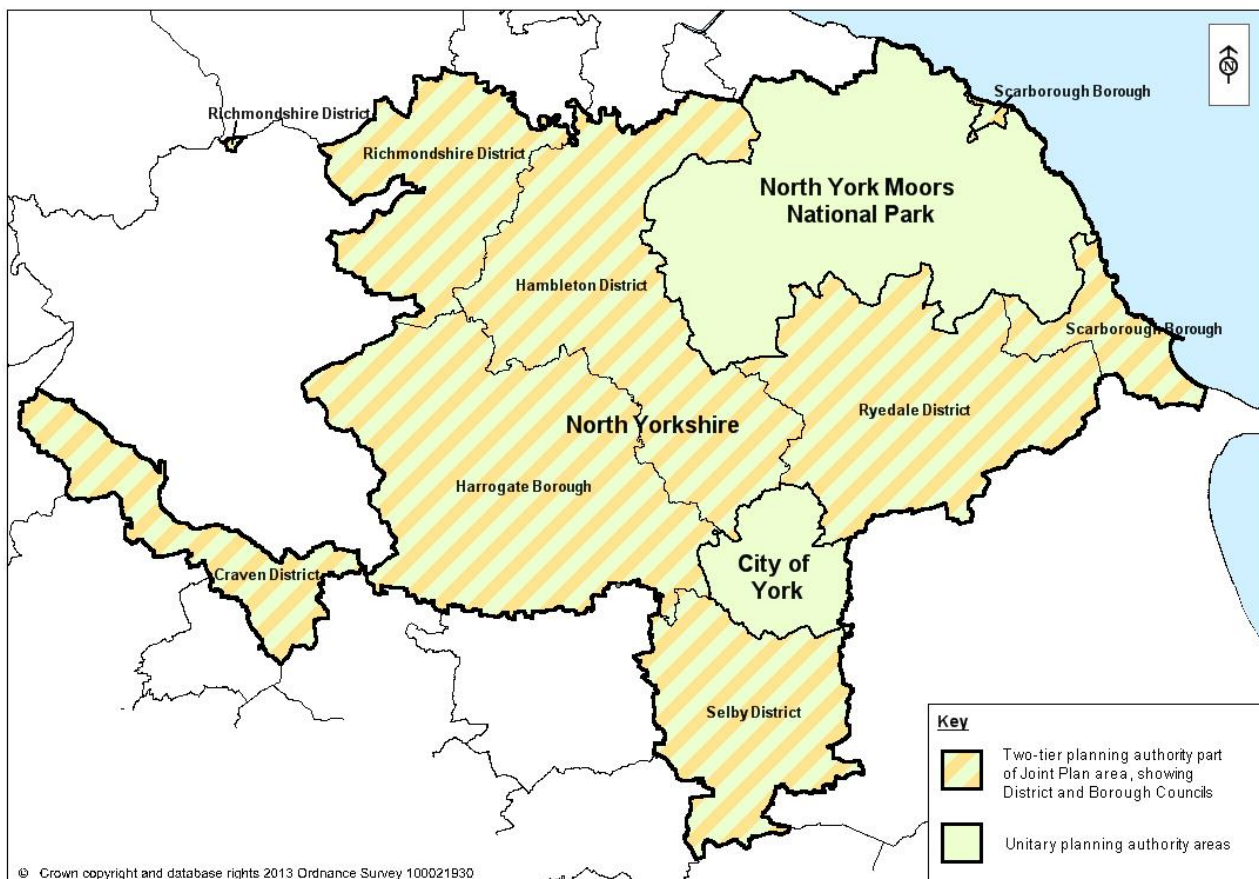 N
Scarborough Borough
Richmondshire District
Richmondshire District
North York Moors
National Park
Hambleton District
Scarborough Borough
Ryedale District
North Yorkshire
Harrogate Borough
City of
York
Craven District
Selby District
Key
Two-tier planning authority part
of Joint Plan area, showing
District and Borough Councils
Unitary planning authority areas
© Crown copyright and database rights 2013 Ordnance Survey 100021930